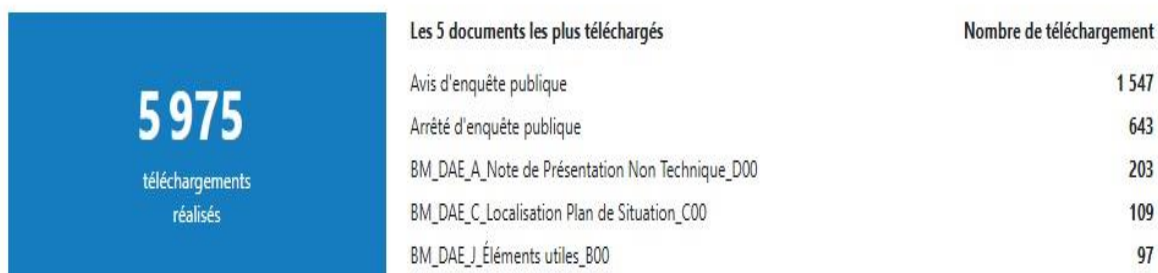 5 975
téléchargements
réalisés
Les 5 documents les plus téléchargés Nombre de téléchargement
Avis d'enquête publique 1 547
Arrêté d'enquête publique 643
BM_DAE_A_Note de Présentation Non Technique_D00 203
BM_DAE_C_Localisation Plan de Situation_C00 109
BM_DAE_J_Éléments utiles_B00 97